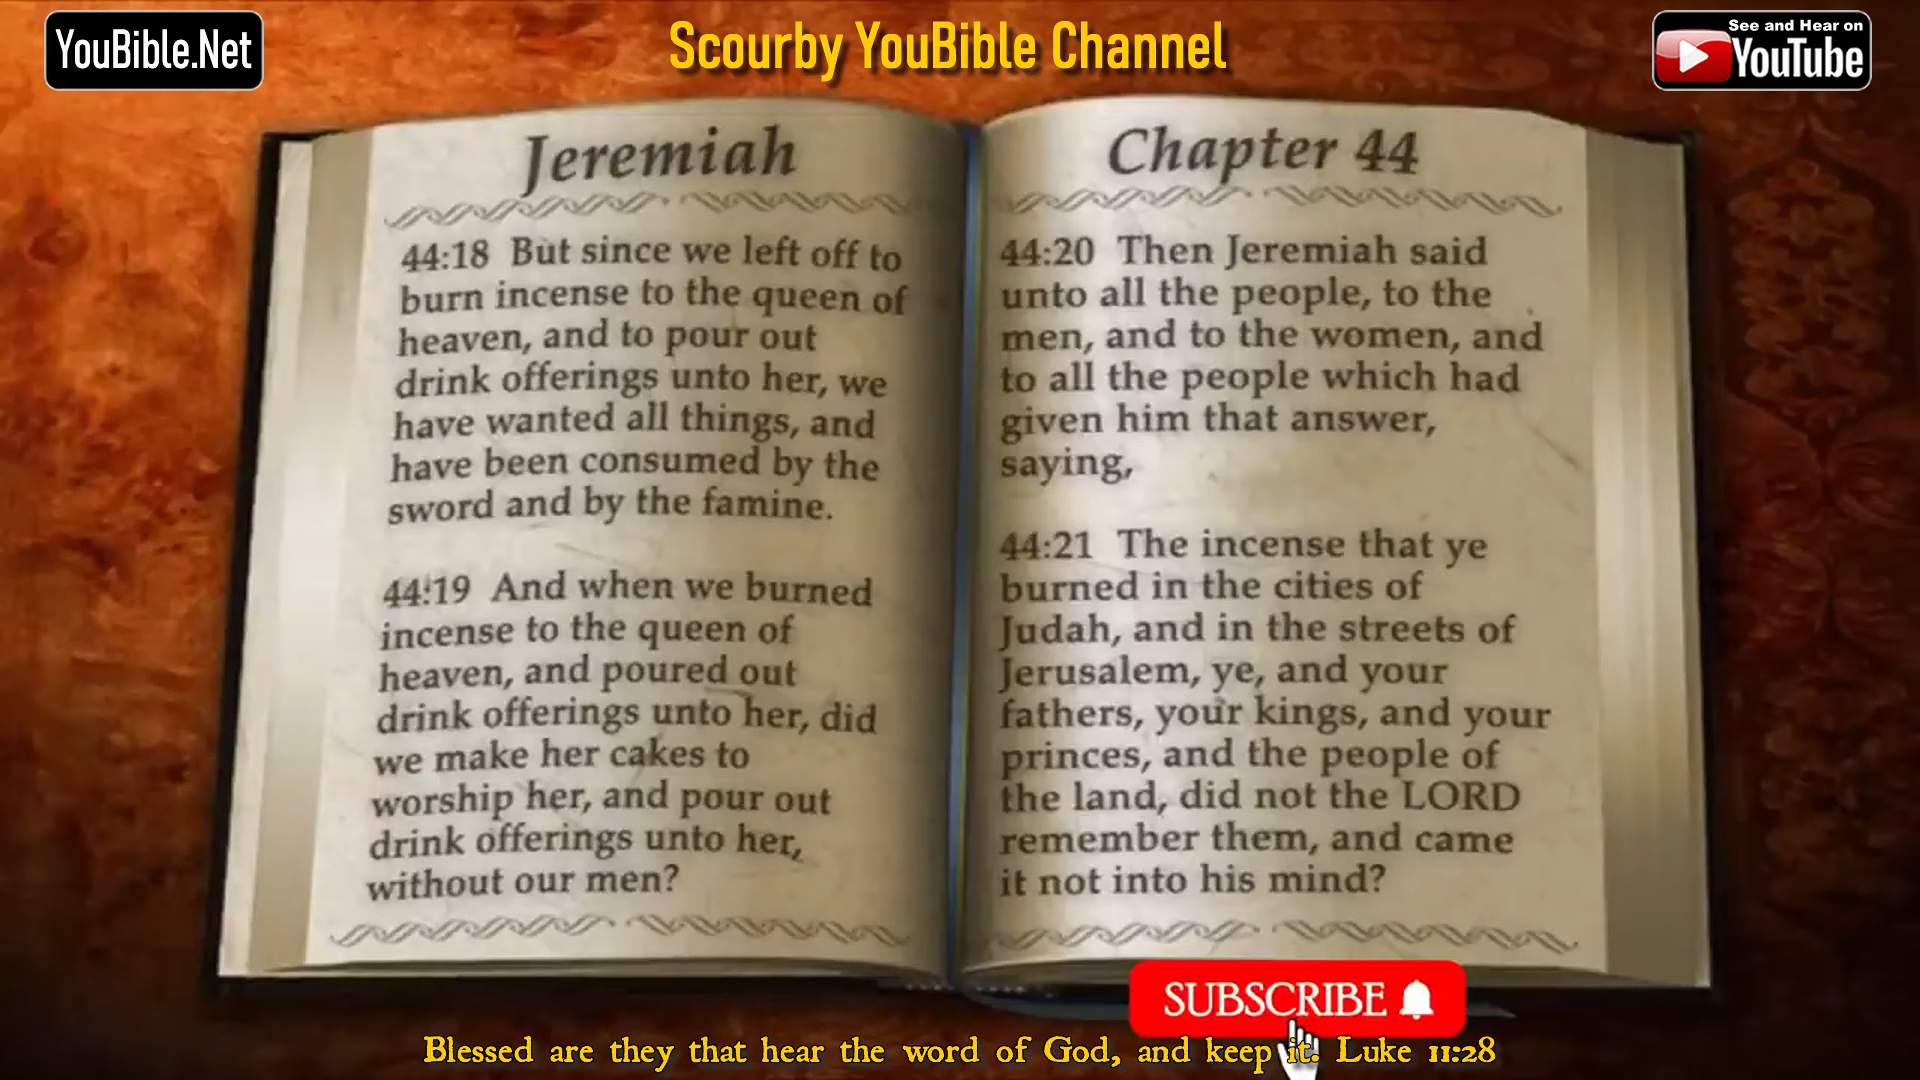 YouBible.Net
Scourby YouBible Channel
See and Hear on
YouTube
Jeremiah
44:18 But since we left off to
burn incense to the queen of
heaven, and to pour out
drink offerings unto her, we
have wanted all things, and
have been consumed by the
sword and by the famine.
44:19 And when we burned
incense to the queen of
heaven, and poured out
drink offerings unto her, did
we make her cakes to
worship her, and pour out
drink offerings unto her,
without our men?
Chapter 44
44:20 Then Jeremiah said
unto all the people, to the
men, and to the women, and
to all the people which had
given him that answer,
saying,
44:21 The incense that ye
burned in the cities of
Judah, and in the streets of
Jerusalem, ye, and your
fathers, your kings, and your
princes, and the people of
the land, did not the LORD
remember them, and came
it not into his mind?
SUBSCRIBE
Blessed are they that hear the word of God, and keep it. Luke 11:28